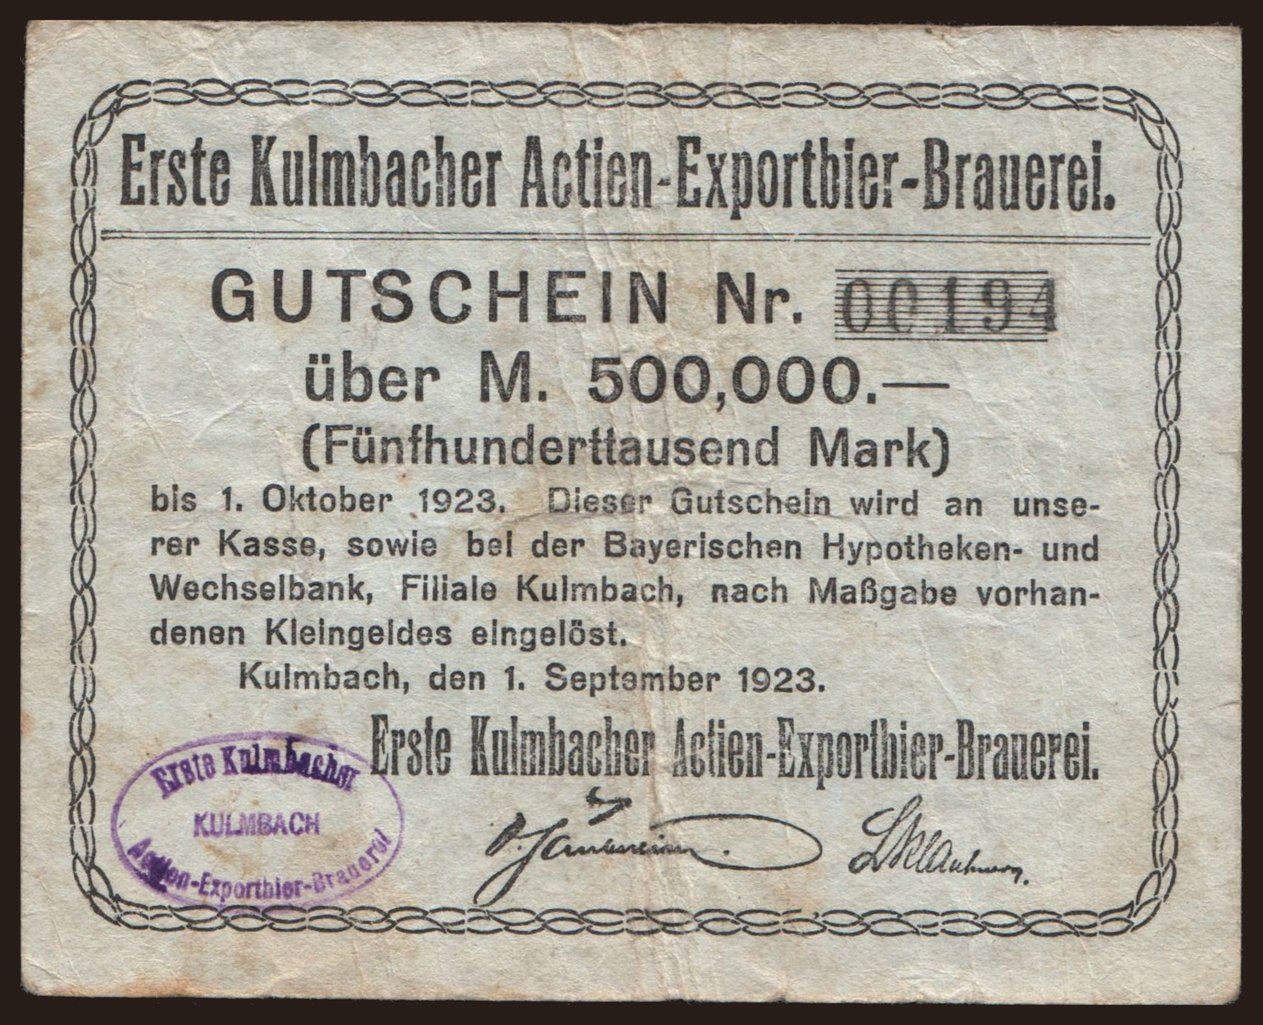 Erste Kulmbacher Actien-Exportbier-Brauerei.
GUTSCHEIN Nr. 00194
über M. 500,000.—
(Fünfhunderttausend Mark)
bis 1. Oktober 1923. Dieser Gutschein wird an unse-
rer Kasse, sowie bei der Bayerischen Hypotheken- und
Wechselbank, Filiale Kulmbach, nach Maßgabe vorhan-
denen Kleingeldes eingelöst.
Kulmbach, den 1. September 1923.
Erste Kulmbacher Actien-Exportbier-Brauerei.
Erste Kulmbacher
KULMBACH
Actien-Exportbier-Brauerei